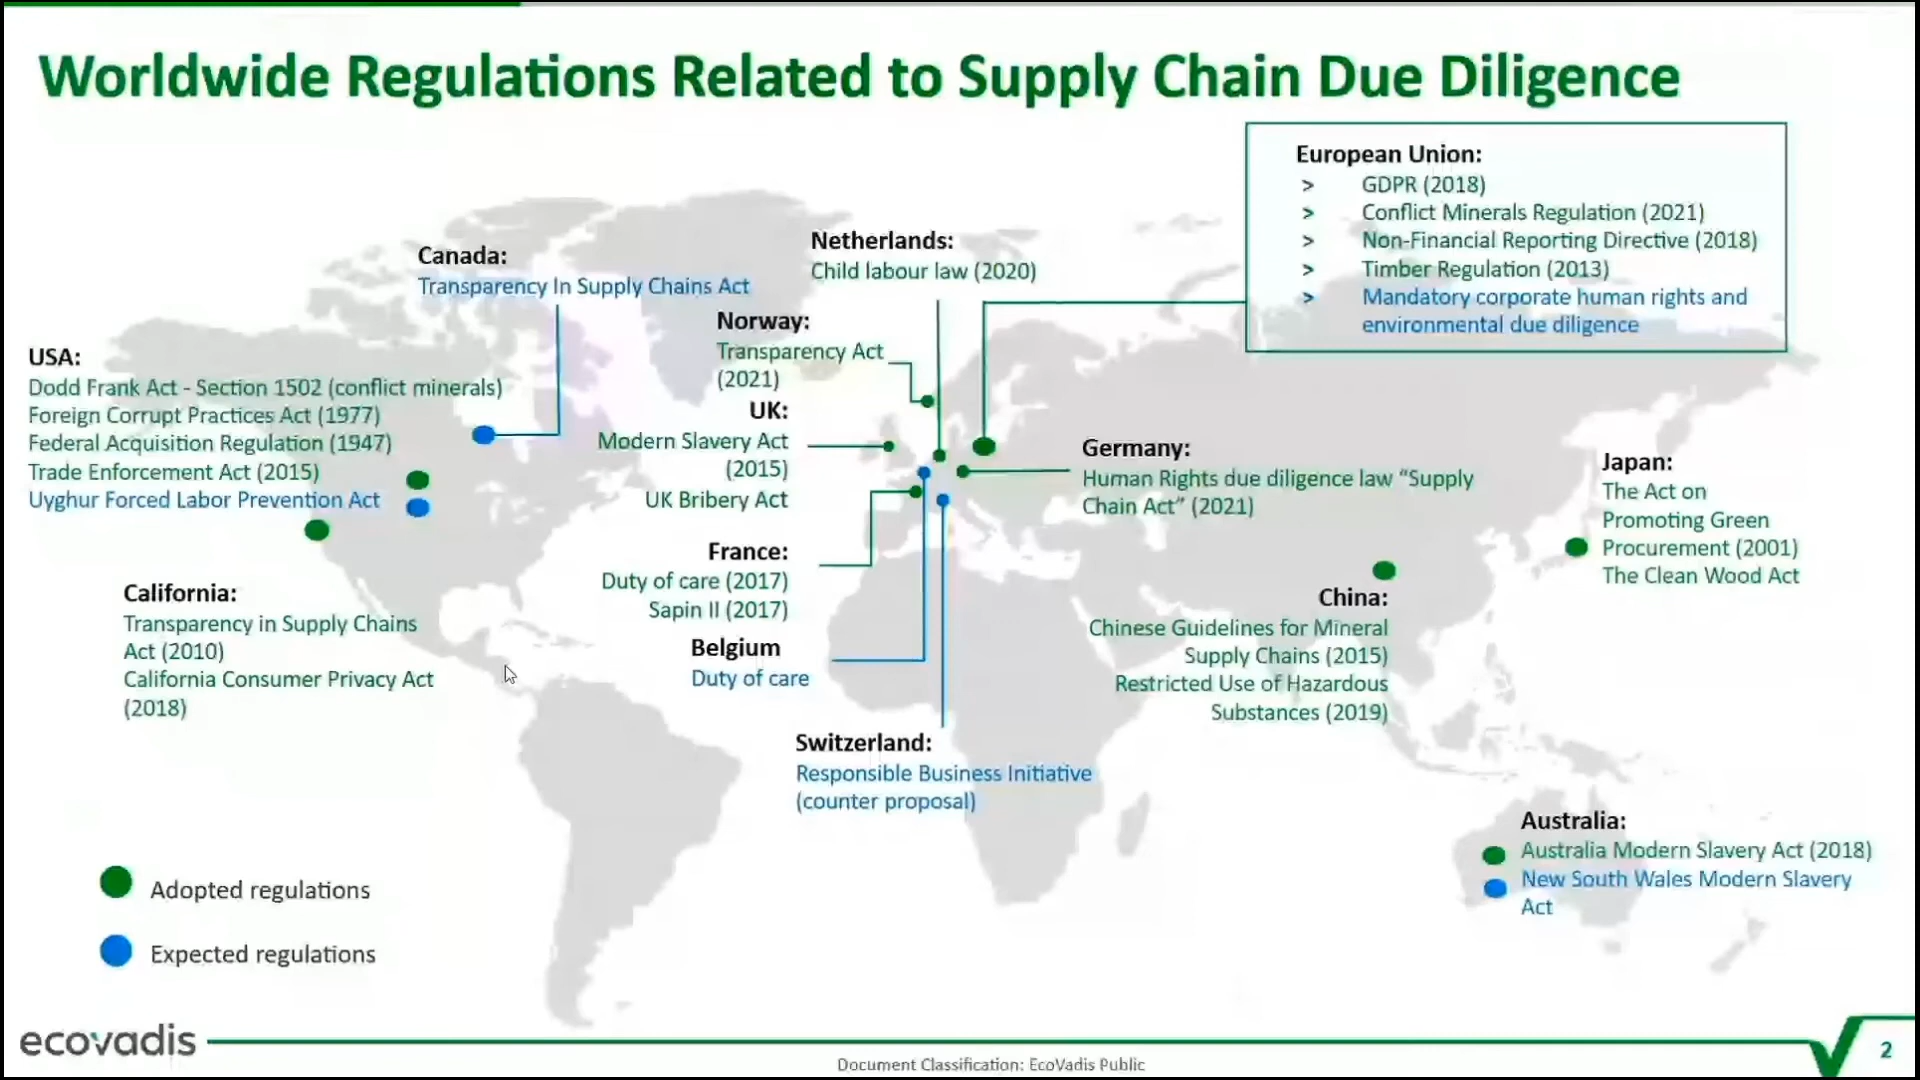 Worldwide Regulations Related to Supply Chain Due Diligence
European Union:
> GDPR (2018)
> Conflict Minerals Regulation (2021)
> Non-Financial Reporting Directive (2018)
> Timber Regulation (2013)
> Mandatory corporate human rights and
environmental due diligence
Canada:
Transparency In Supply Chains Act
Netherlands:
Child labour law (2020)
Norway:
Transparency Act
(2021)
USA:
Dodd Frank Act - Section 1502 (conflict minerals)
Foreign Corrupt Practices Act (1977)
Federal Acquisition Regulation (1947)
Trade Enforcement Act (2015)
Uyghur Forced Labor Prevention Act
UK:
Modern Slavery Act
(2015)
UK Bribery Act
Germany:
Human Rights due diligence law “Supply
Chain Act” (2021)
Japan:
The Act on
Promoting Green
Procurement (2001)
The Clean Wood Act
France:
Duty of care (2017)
Sapin II (2017)
California:
Transparency in Supply Chains
Act (2010)
California Consumer Privacy Act
(2018)
China:
Chinese Guidelines for Mineral
Supply Chains (2015)
Restricted Use of Hazardous
Substances (2019)
Belgium
Duty of care
Switzerland:
Responsible Business Initiative
(counter proposal)
Australia:
Australia Modern Slavery Act (2018)
New South Wales Modern Slavery
Act
Adopted regulations
Expected regulations
ecovadis
Document Classification: EcoVadis Public
2